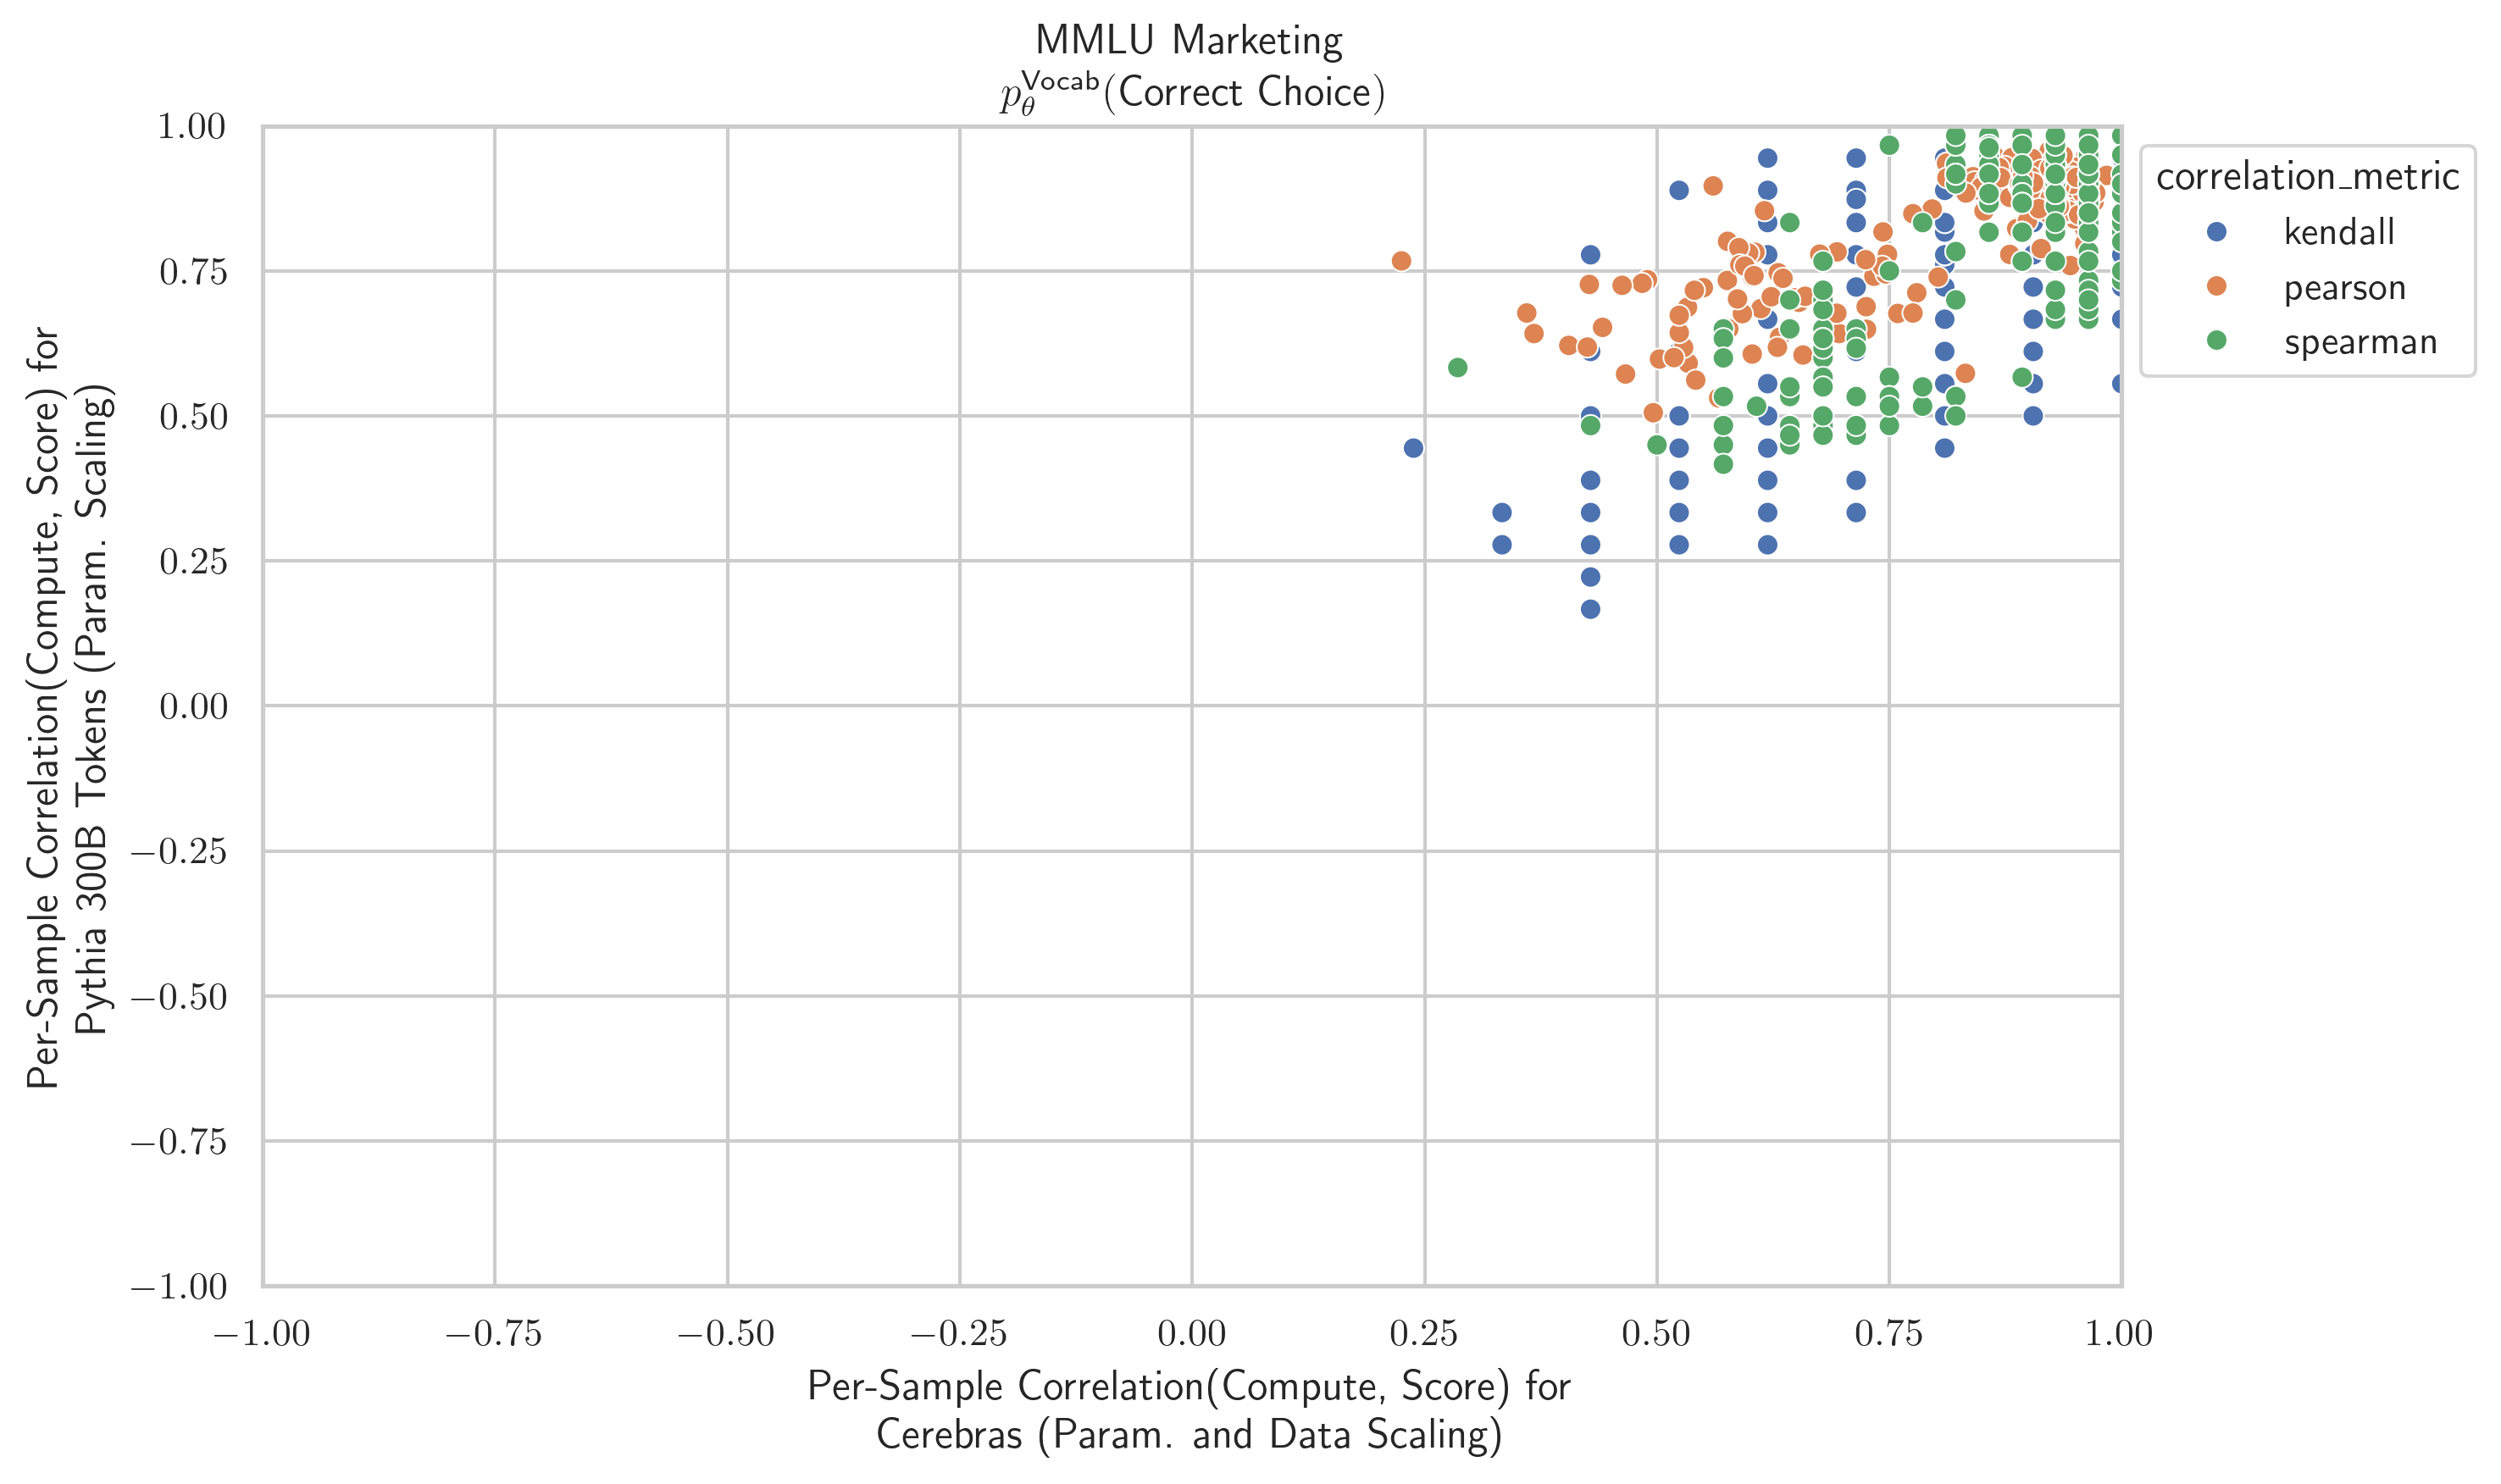 MMLU Marketing
p_θ^Vocab(Correct Choice)
1.00
0.75
0.50
0.25
0.00
−0.25
−0.50
−0.75
−1.00
Per-Sample Correlation(Compute, Score) for
Pythia 300B Tokens (Param. Scaling)
correlation_metric
kendall
pearson
spearman
−1.00 −0.75 −0.50 −0.25 0.00 0.25 0.50 0.75 1.00
Per-Sample Correlation(Compute, Score) for
Cerebras (Param. and Data Scaling)